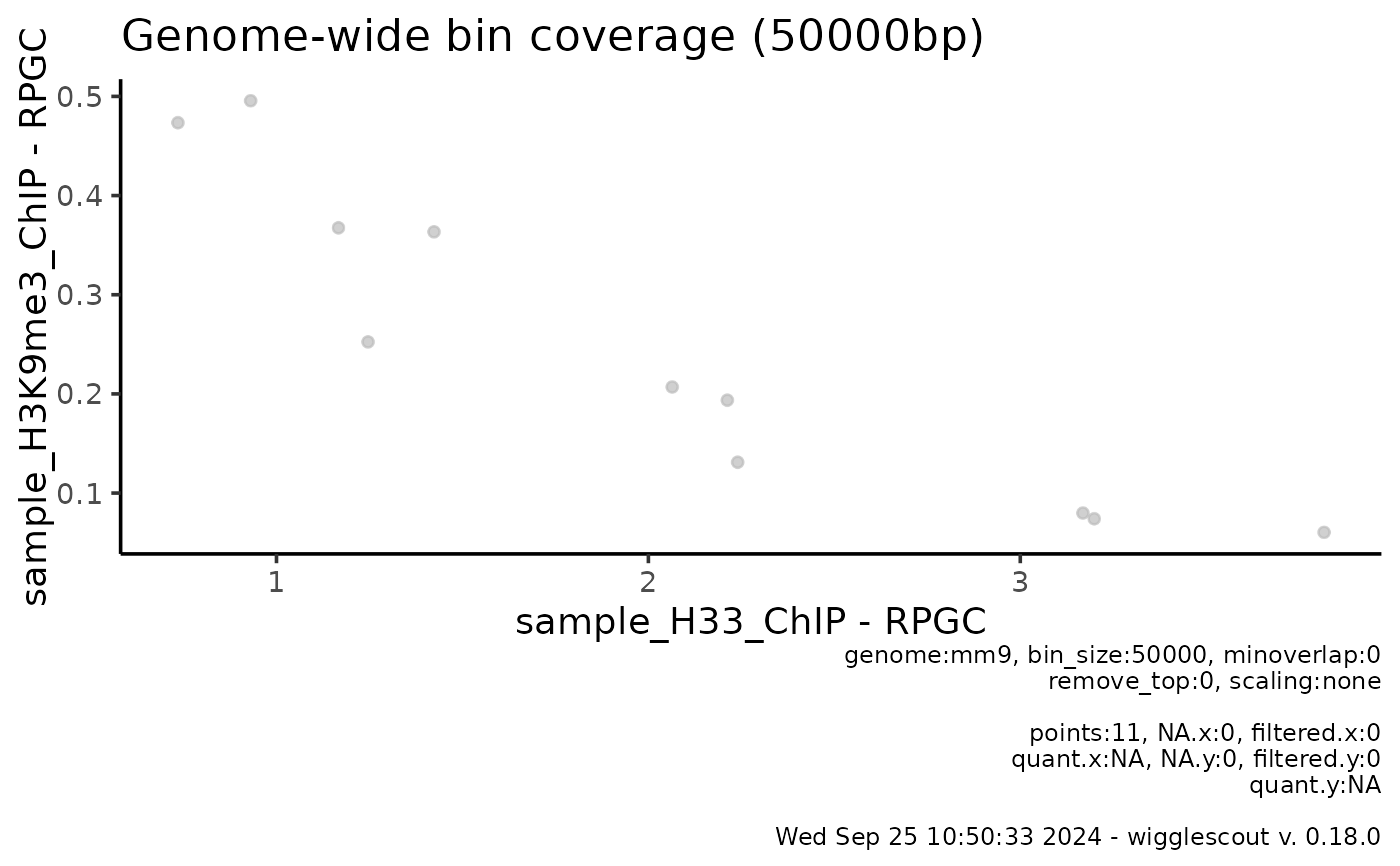 Genome-wide bin coverage (50000bp)
sample_H3K9me3_ChIP - RPGC
0.5
0.4
0.3
0.2
0.1
1 2 3
sample_H33_ChIP - RPGC
genome:mm9, bin_size:50000, minoverlap:0
remove_top:0, scaling:none
points:11, NA.x:0, filtered.x:0
quant.x:NA, NA.y:0, filtered.y:0
quant.y:NA
Wed Sep 25 10:50:33 2024 - wigglescout v. 0.18.0